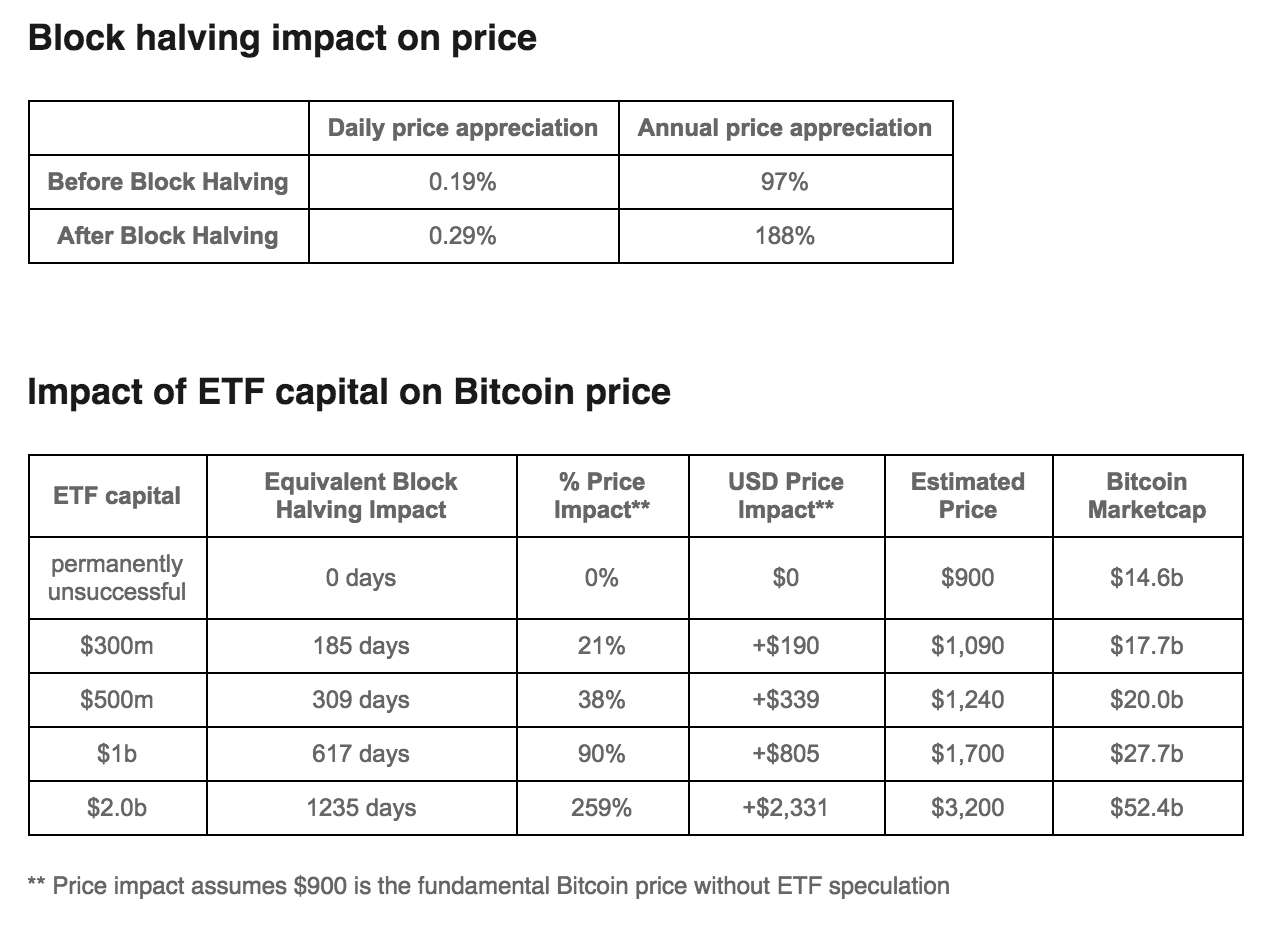 Block halving impact on price
Daily price appreciation Annual price appreciation
Before Block Halving 0.19% 97%
After Block Halving 0.29% 188%
Impact of ETF capital on Bitcoin price
ETF capital Equivalent Block Halving Impact % Price Impact** USD Price Impact** Estimated Price Bitcoin Marketcap
permanently unsuccessful 0 days 0% $0 $900 $14.6b
$300m 185 days 21% +$190 $1,090 $17.7b
$500m 309 days 38% +$339 $1,240 $20.0b
$1b 617 days 90% +$805 $1,700 $27.7b
$2.0b 1235 days 259% +$2,331 $3,200 $52.4b
** Price impact assumes $900 is the fundamental Bitcoin price without ETF speculation